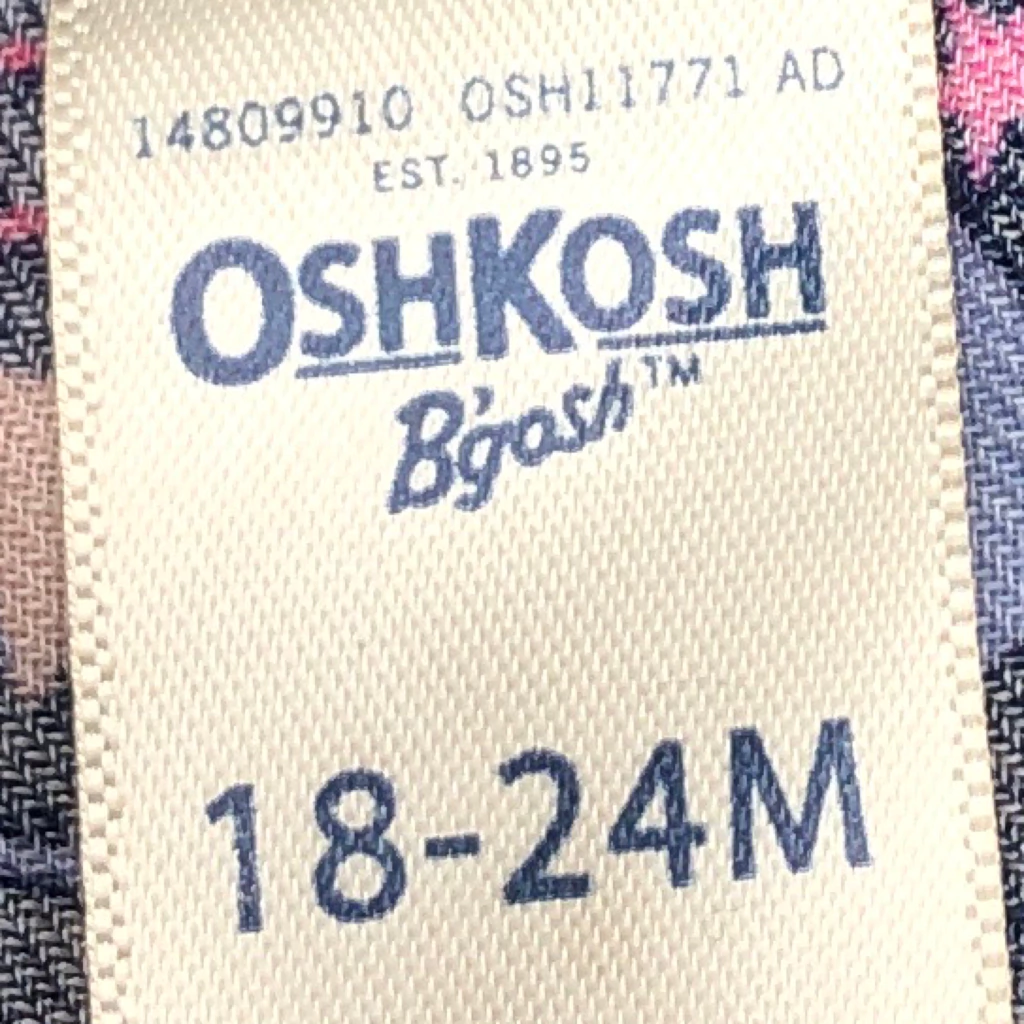 14809910 OSH11771 AD
EST. 1895
OSHKOSH
B'gosh™
18-24M